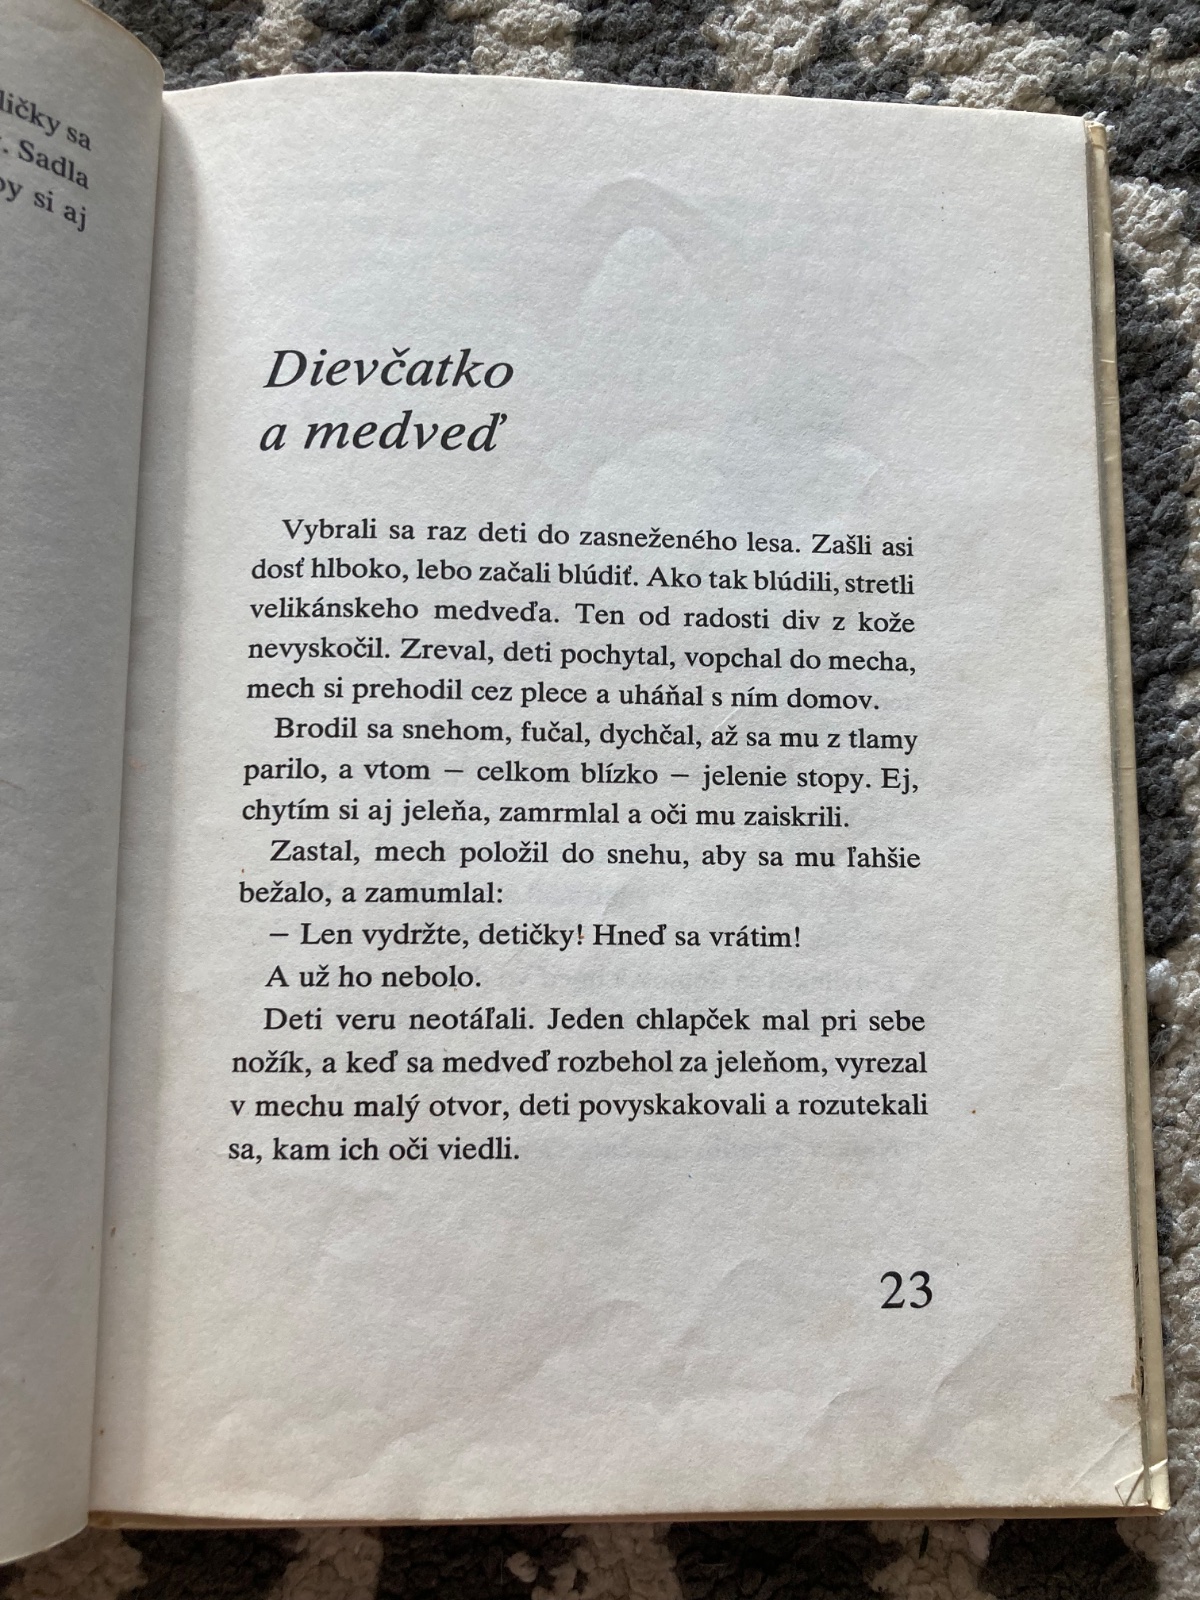 sa
Sadla
si aj
Dievčatko
a medveď
Vybrali sa raz deti do zasneženého lesa. Zašli asi
dosť hlboko, lebo začali blúdiť. Ako tak blúdili, stretli
velikánskeho medveďa. Ten od radosti div z kože
nevyskočil. Zreval, deti pochytal, vopchal do mecha,
mech si prehodil cez plece a uháňal s ním domov.
Brodil sa snehom, fučal, dychčal, až sa mu z tlamy
parilo, a vtom – celkom blízko – jelenie stopy. Ej,
chytím si aj jeleňa, zamrmlal a oči mu zaiskrili.
Zastal, mech položil do snehu, aby sa mu ľahšie
bežalo, a zamumlal:
– Len vydržte, detičky! Hneď sa vrátim!
A už ho nebolo.
Deti veru neotáľali. Jeden chlapček mal pri sebe
nožík, a keď sa medveď rozbehol za jeleňom, vyrezal
v mechu malý otvor, deti povyskakovali a rozutekali
sa, kam ich oči viedli.
23